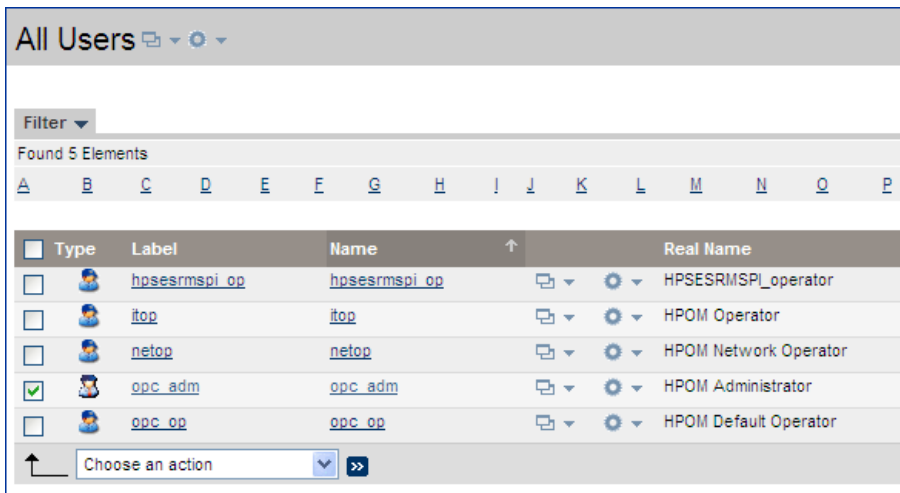 All Users
Filter
Found 5 Elements
A B C D E F G H I J K L M N O P
Type Label Name Real Name
hpsesrmspi_op hpsesrmspi_op HPSESRMSPI_operator
itop itop HPOM Operator
netop netop HPOM Network Operator
opc_adm opc_adm HPOM Administrator
opc_op opc_op HPOM Default Operator
Choose an action